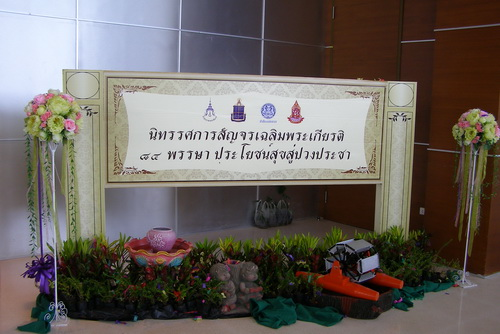 นิทรรศการสัญจรเฉลิมพระเกียรติ
๘๔ พรรษา ประโยชน์สุขสู่ปวงประชา